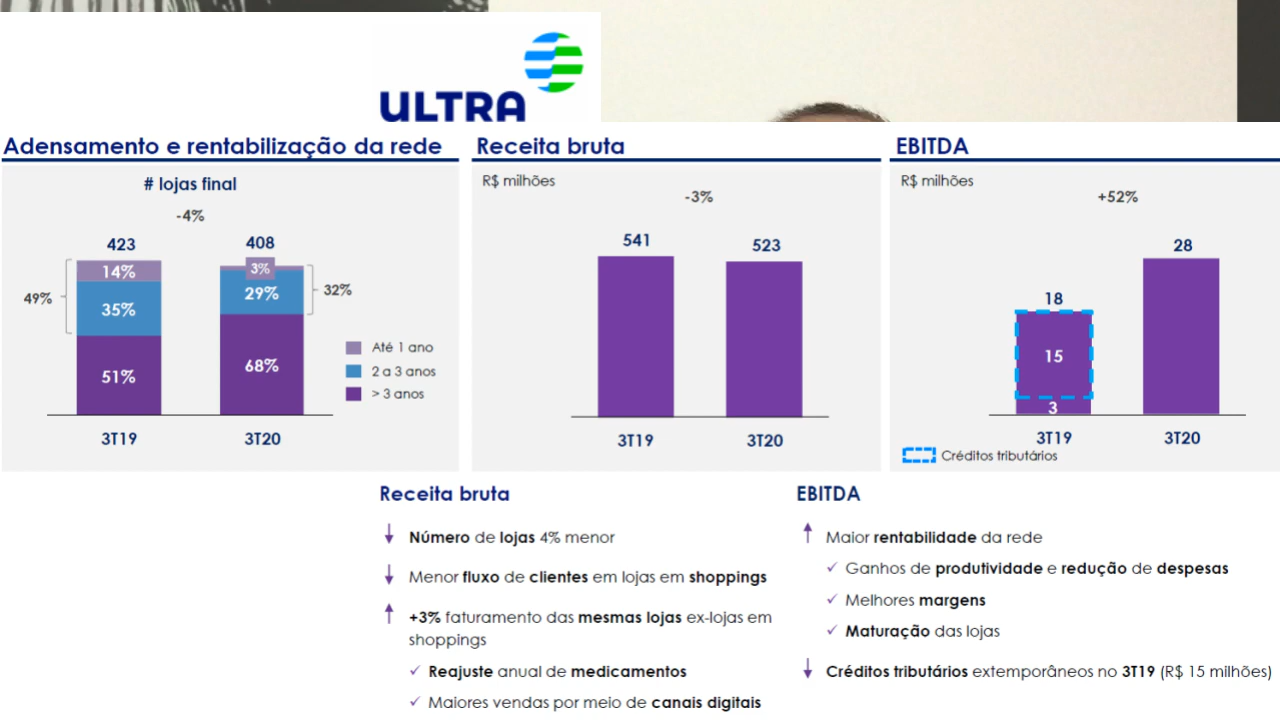 ULTRA
Adensamento e rentabilização da rede
# lojas final
-4%
423
408
14%
3%
49%
35%
29%
32%
51%
68%
Até 1 ano
2 a 3 anos
> 3 anos
3T19
3T20
Receita bruta
R$ milhões
-3%
541
523
3T19
3T20
EBITDA
R$ milhões
+52%
18
28
15
3
3T19
3T20
Créditos tributários
Receita bruta
↓ Número de lojas 4% menor
↓ Menor fluxo de clientes em lojas em shoppings
↑ +3% faturamento das mesmas lojas ex-lojas em
shoppings
✓ Reajuste anual de medicamentos
✓ Maiores vendas por meio de canais digitais
EBITDA
↑ Maior rentabilidade da rede
✓ Ganhos de produtividade e redução de despesas
✓ Melhores margens
✓ Maturação das lojas
↓ Créditos tributários extemporâneos no 3T19 (R$ 15 milhões)